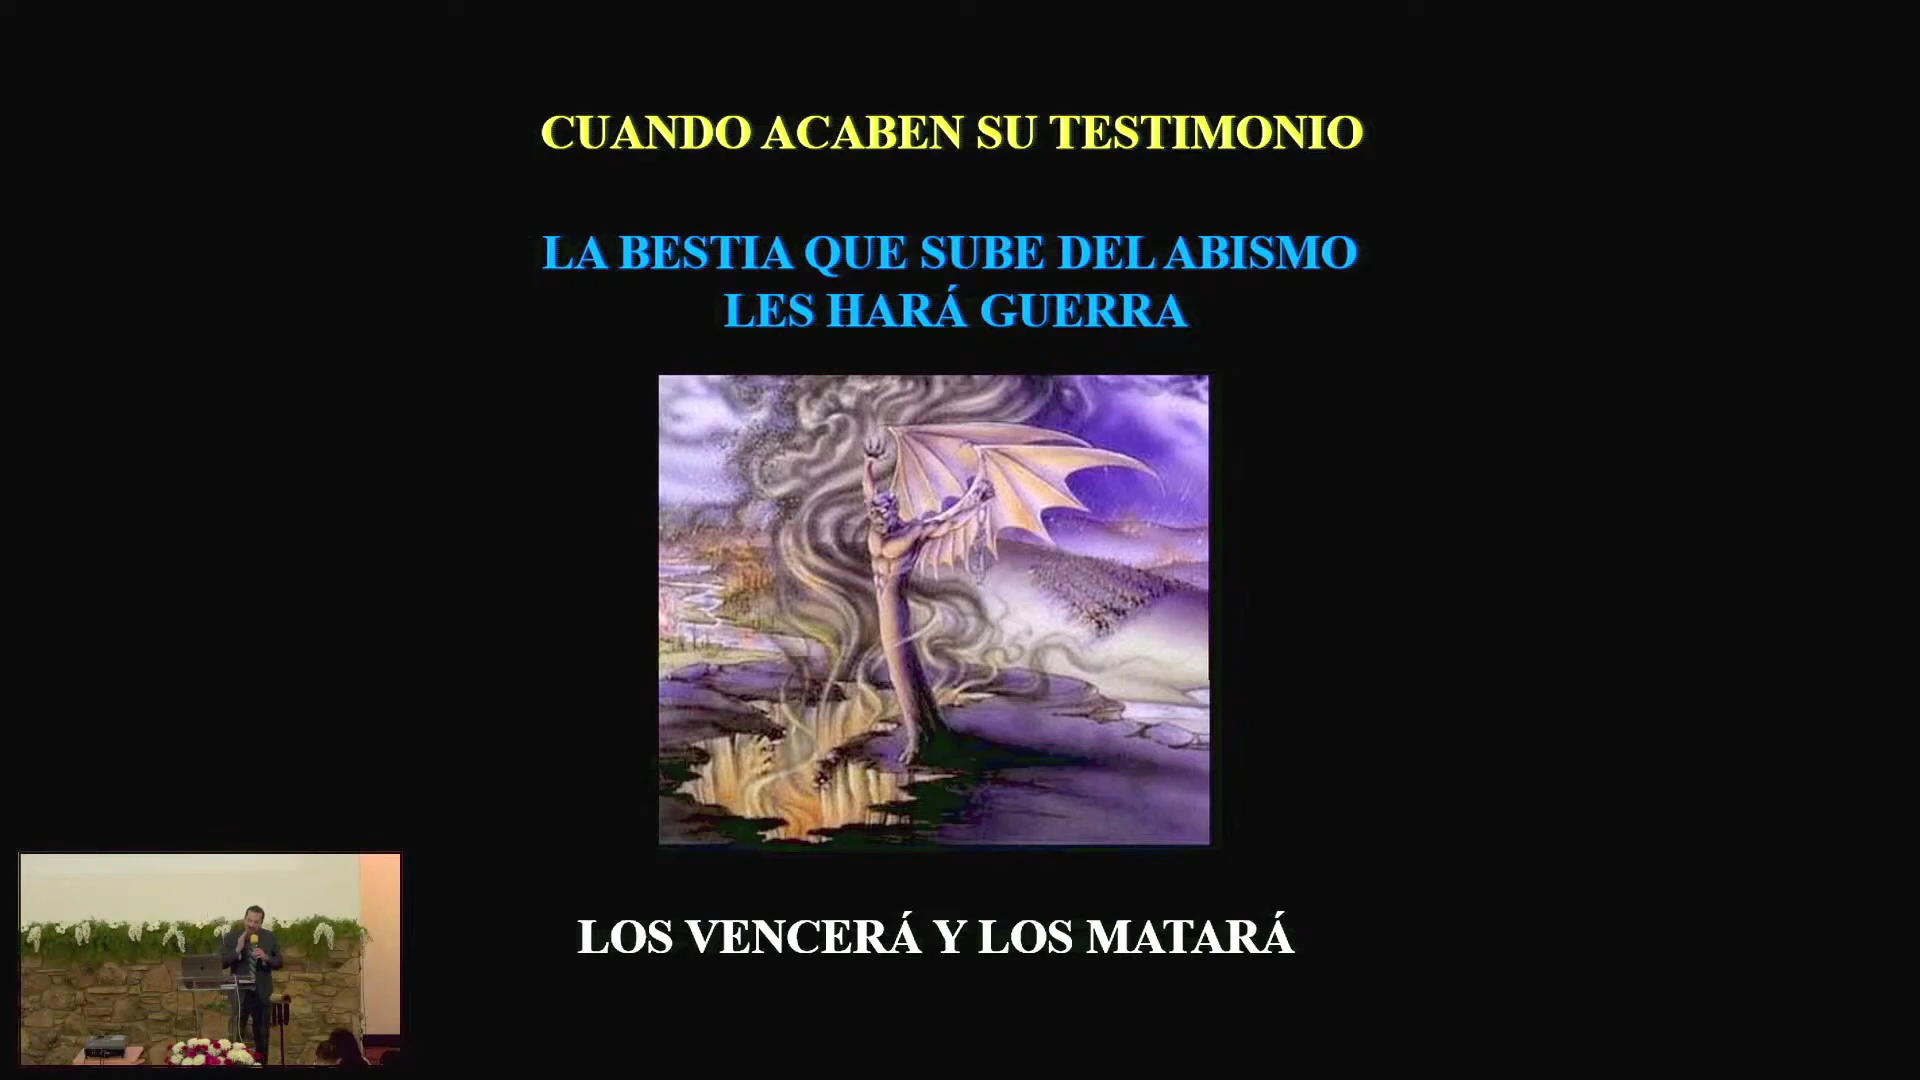 CUANDO ACABEN SU TESTIMONIO
LA BESTIA QUE SUBE DEL ABISMO
LES HARÁ GUERRA
LOS VENCERÁ Y LOS MATARÁ